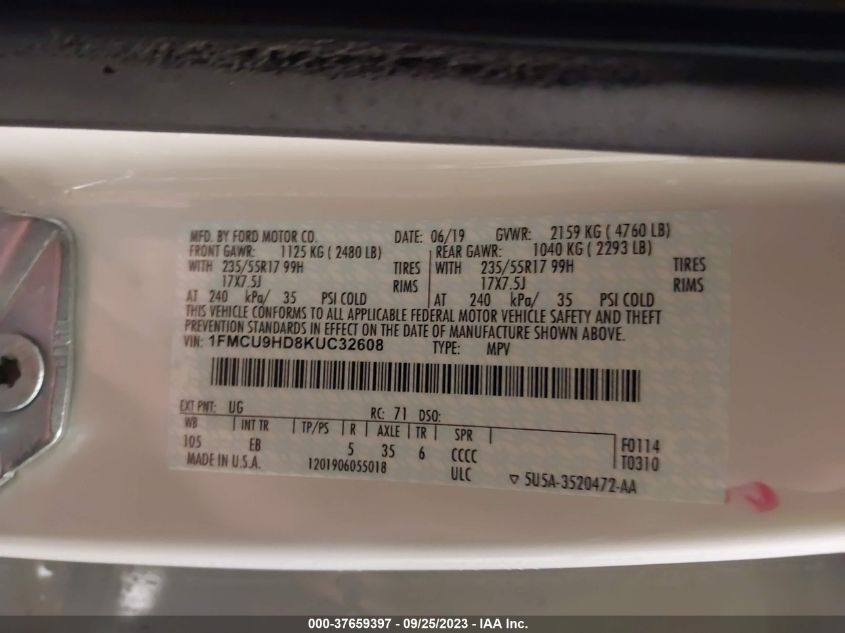 MFD. BY FORD MOTOR CO. DATE: 06/19 GVWR: 2159 KG ( 4760 LB)
FRONT GAWR: 1125 KG ( 2480 LB) REAR GAWR: 1040 KG ( 2293 LB)
WITH 235/55R17 99H TIRES WITH 235/55R17 99H TIRES
17X7.5J RIMS 17X7.5J RIMS
AT 240 kPa/ 35 PSI COLD AT 240 kPa/ 35 PSI COLD
THIS VEHICLE CONFORMS TO ALL APPLICABLE FEDERAL MOTOR VEHICLE SAFETY AND THEFT
PREVENTION STANDARDS IN EFFECT ON THE DATE OF MANUFACTURE SHOWN ABOVE.
VIN: 1FMCU9HD8KUC32608 TYPE: MPV
EXT PNT: UG RC: 71 DSO:
WB INT TR TP/PS R AXLE TR SPR
105 EB 5 35 6 CCCC F0114
MADE IN U.S.A. 1201906055018 ULC T0310
▽ 5U5A-3520472-AA
000-37659397 - 09/25/2023 - Copyright © 2023 IAA, Inc.